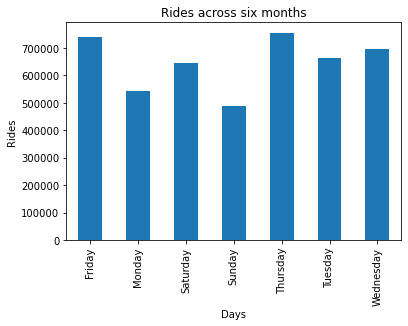 Rides across six months
Rides
700000
600000
500000
400000
300000
200000
100000
0
Friday
Monday
Saturday
Sunday
Thursday
Tuesday
Wednesday
Days